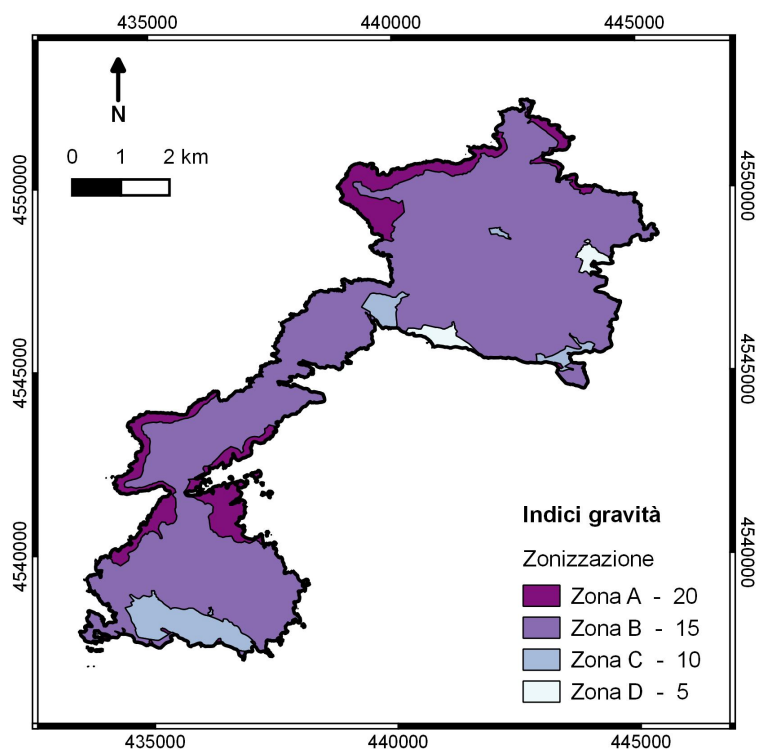 435000 440000 445000
N
0 1 2 km
4550000
4550000
4545000
4545000
4540000
4540000
Indici gravità
Zonizzazione
Zona A - 20
Zona B - 15
Zona C - 10
Zona D - 5
435000 440000 445000